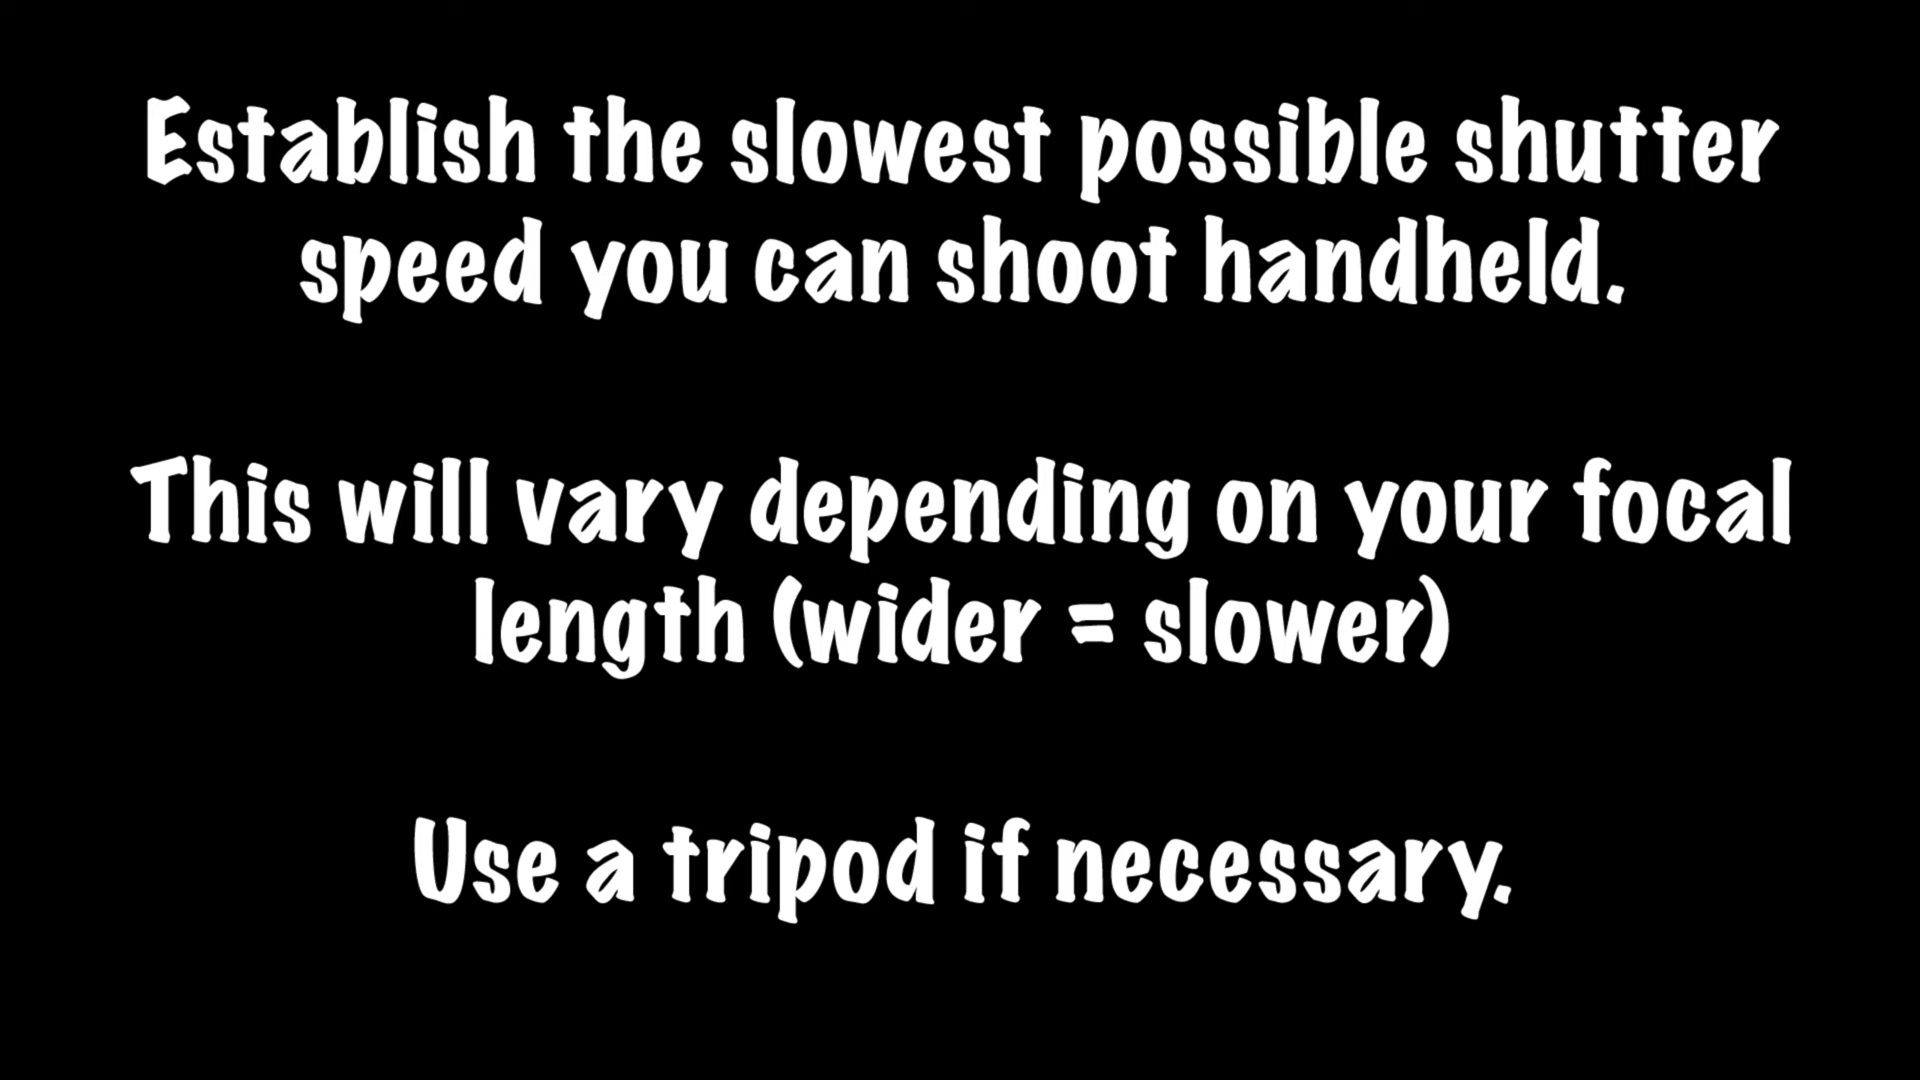 Establish the slowest possible shutter
speed you can shoot handheld.
This will vary depending on your focal
length (wider = slower)
Use a tripod if necessary.